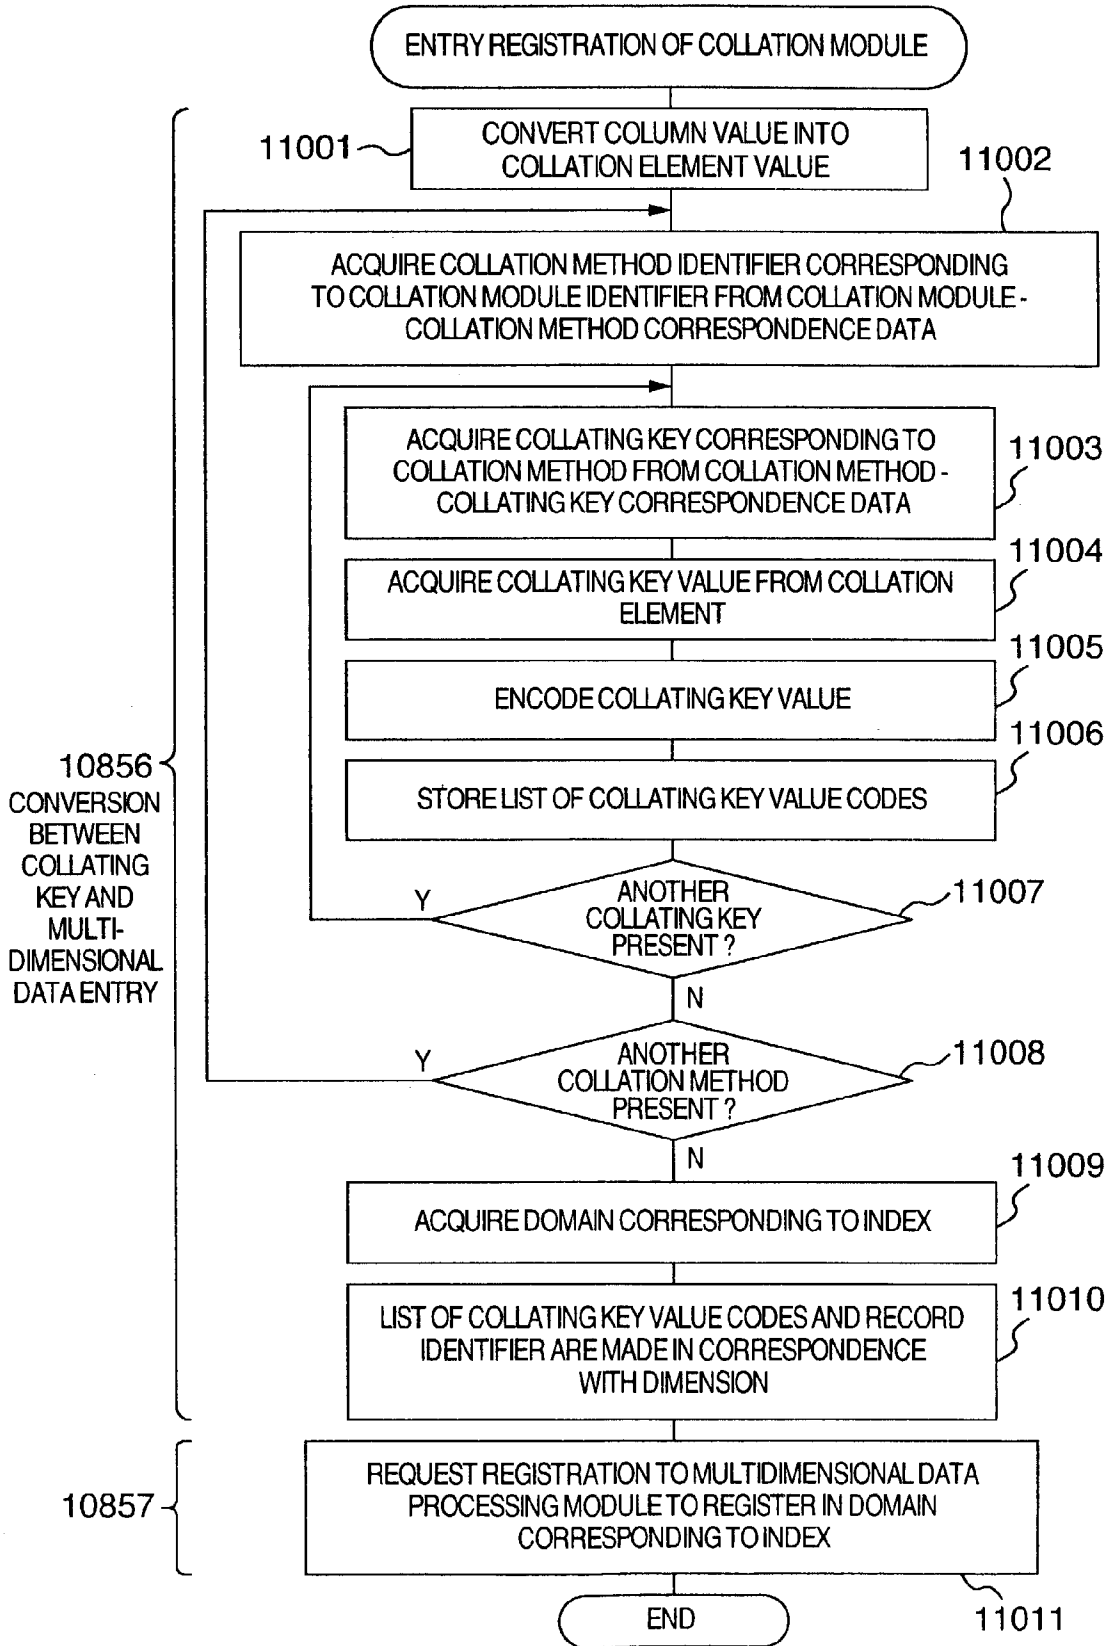 ENTRY REGISTRATION OF COLLATION MODULE
11001
CONVERT COLUMN VALUE INTO
COLLATION ELEMENT VALUE
11002
ACQUIRE COLLATION METHOD IDENTIFIER CORRESPONDING
TO COLLATION MODULE IDENTIFIER FROM COLLATION MODULE -
COLLATION METHOD CORRESPONDENCE DATA
ACQUIRE COLLATING KEY CORRESPONDING TO
COLLATION METHOD FROM COLLATION METHOD -
COLLATING KEY CORRESPONDENCE DATA
11003
11004
ACQUIRE COLLATING KEY VALUE FROM COLLATION
ELEMENT
11005
ENCODE COLLATING KEY VALUE
11006
STORE LIST OF COLLATING KEY VALUE CODES
10856
CONVERSION
BETWEEN
COLLATING
KEY AND
MULTI-
DIMENSIONAL
DATA ENTRY
Y
ANOTHER
COLLATING KEY
PRESENT ?
11007
N
Y
ANOTHER
COLLATION METHOD
PRESENT ?
11008
N
11009
ACQUIRE DOMAIN CORRESPONDING TO INDEX
11010
LIST OF COLLATING KEY VALUE CODES AND RECORD
IDENTIFIER ARE MADE IN CORRESPONDENCE
WITH DIMENSION
10857
REQUEST REGISTRATION TO MULTIDIMENSIONAL DATA
PROCESSING MODULE TO REGISTER IN DOMAIN
CORRESPONDING TO INDEX
11011
END